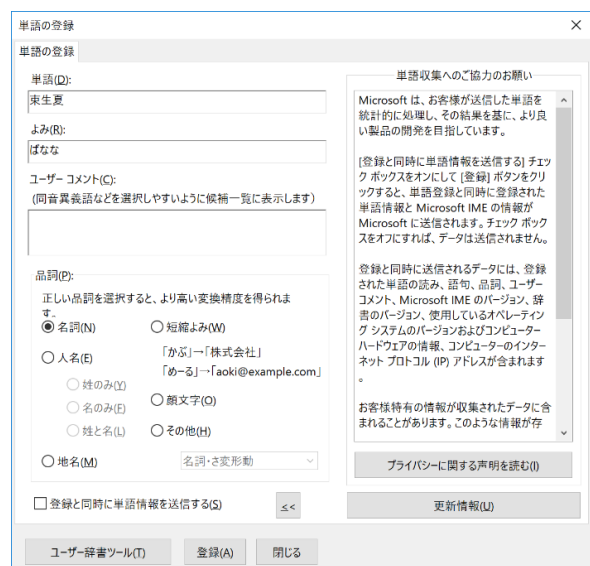 単語の登録
単語の登録
単語(D):
束生夏
よみ(R):
ばなな
ユーザー コメント(C):
(同音異義語などを選択しやすいように候補一覧に表示します)
品詞(P):
正しい品詞を選択すると、より高い変換精度を得られま
す。
名詞(N)
短縮よみ(W)
人名(E)
「かぶ」→「株式会社」
「めーる」→「aoki@example.com」
姓のみ(Y)
名のみ(F)
顔文字(O)
姓と名(L)
その他(H)
地名(M)
名詞・さ変形動
登録と同時に単語情報を送信する(S)
<<
単語収集へのご協力のお願い
Microsoft は、お客様が送信した単語を
統計的に処理し、その結果を基に、より良
い製品の開発を目指しています。
[登録と同時に単語情報を送信する] チェッ
ク ボックスをオンにして [登録] ボタンをクリ
ックすると、単語登録と同時に登録された
単語情報と Microsoft IME の情報が
Microsoft に送信されます。チェック ボック
スをオフにすれば、データは送信されません。
登録と同時に送信されるデータには、登録
された単語の読み、語句、品詞、ユーザー
コメント、Microsoft IME のバージョン、辞
書のバージョン、使用しているオペレーティン
グ システムのバージョンおよびコンピューター
ハードウェアの情報、コンピューターのインター
ネット プロトコル (IP) アドレスが含まれます
。
お客様特有の情報が収集されたデータに含
まれることがあります。このような情報が存
プライバシーに関する声明を読む(I)
更新情報(U)
ユーザー辞書ツール(T)
登録(A)
閉じる